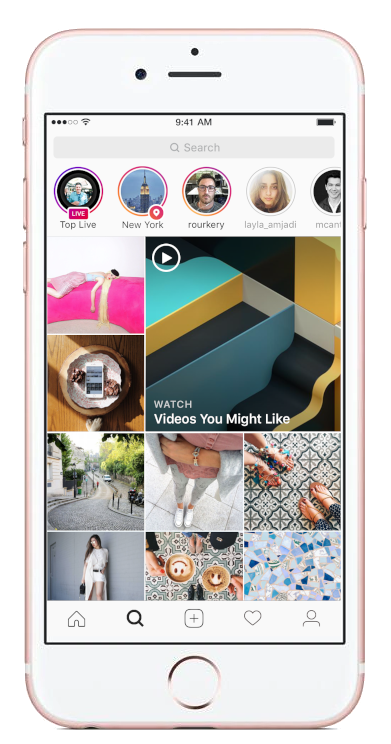 9:41 AM
Search
LIVE
Top Live
New York
rourkery
layla_amjadi
mcant
WATCH
Videos You Might Like